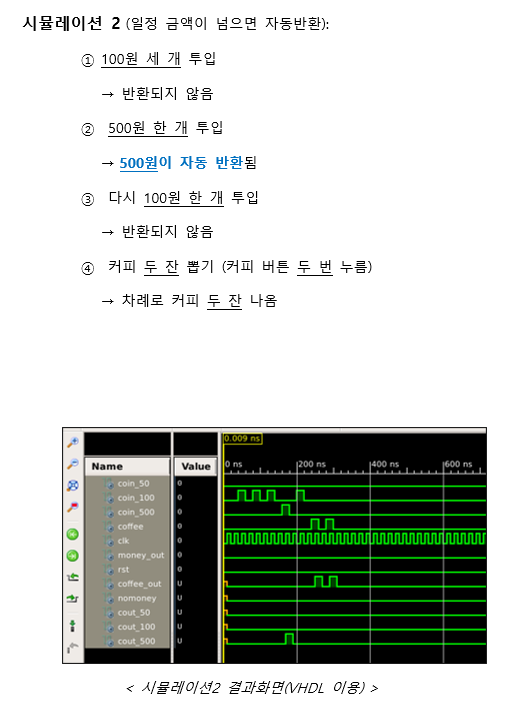 시뮬레이션 2 (일정 금액이 넘으면 자동반환):
① 100원 세 개 투입
→ 반환되지 않음
② 500원 한 개 투입
→ 500원이 자동 반환됨
③ 다시 100원 한 개 투입
→ 반환되지 않음
④ 커피 두 잔 뽑기 (커피 버튼 두 번 누름)
→ 차례로 커피 두 잔 나옴
0.009 ns
Name Value 0 ns 200 ns 400 ns 600 ns
coin_50 0
coin_100 0
coin_500 0
coffee 0
clk 0
money_out 0
rst 0
coffee_out U
nomoney U
cout_50 U
cout_100 U
cout_500 U
< 시뮬레이션2 결과화면(VHDL 이용) >